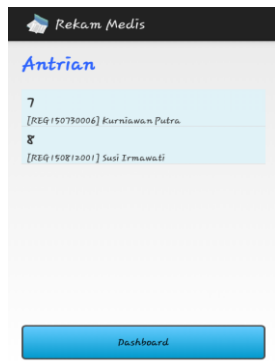 Rekam Medis
Antrian
7
[REG150730006] Kurniawan Putra
8
[REG150812001] Susi Irmawati
Dashboard